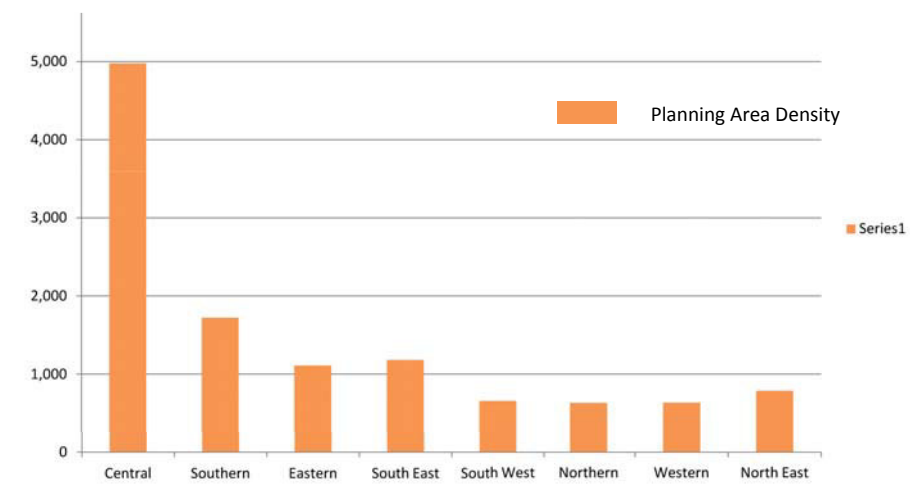 5,000
Planning Area Density
4,000
3,000
Series1
2,000
1,000
0
Central Southern Eastern South East South West Northern Western North East